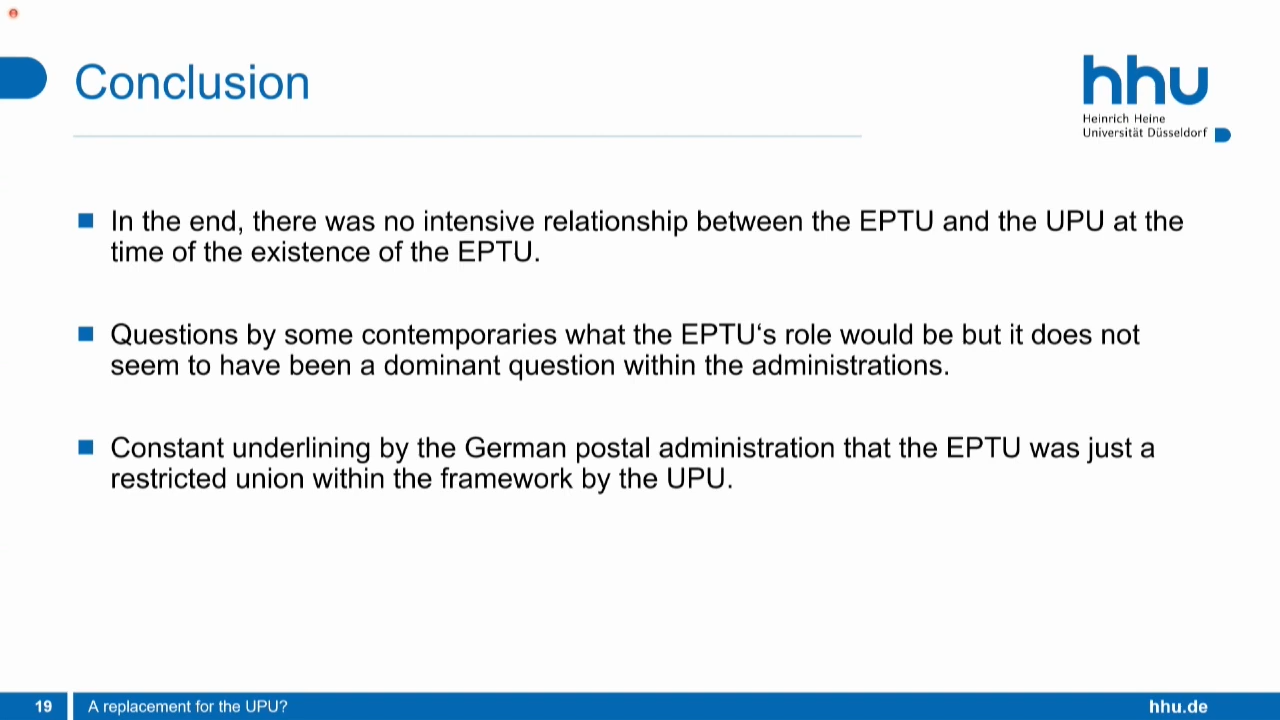 Conclusion
hhu
Heinrich Heine
Universität Düsseldorf
In the end, there was no intensive relationship between the EPTU and the UPU at the
time of the existence of the EPTU.
Questions by some contemporaries what the EPTU‘s role would be but it does not
seem to have been a dominant question within the administrations.
Constant underlining by the German postal administration that the EPTU was just a
restricted union within the framework by the UPU.
19
A replacement for the UPU?
hhu.de